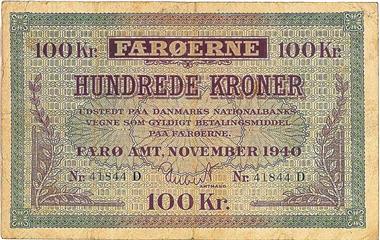 100 Kr. FÆRØERNE 100 Kr.
HUNDREDE KRONER
UDSTEDT PAA DANMARKS NATIONALBANKS
VEGNE SOM GYLDIGT BETALINGSMIDDEL
PAA FÆRØERNE.
FÆRØ AMT, NOVEMBER 1940
Nr. 41844 D Nr. 41844 D
AMTMAND
100 Kr.